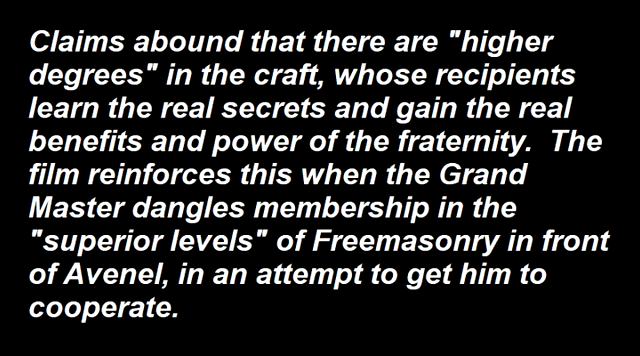 Claims abound that there are "higher
degrees" in the craft, whose recipients
learn the real secrets and gain the real
benefits and power of the fraternity.  The
film reinforces this when the Grand
Master dangles membership in the
"superior levels" of Freemasonry in front
of Avenel, in an attempt to get him to
cooperate.